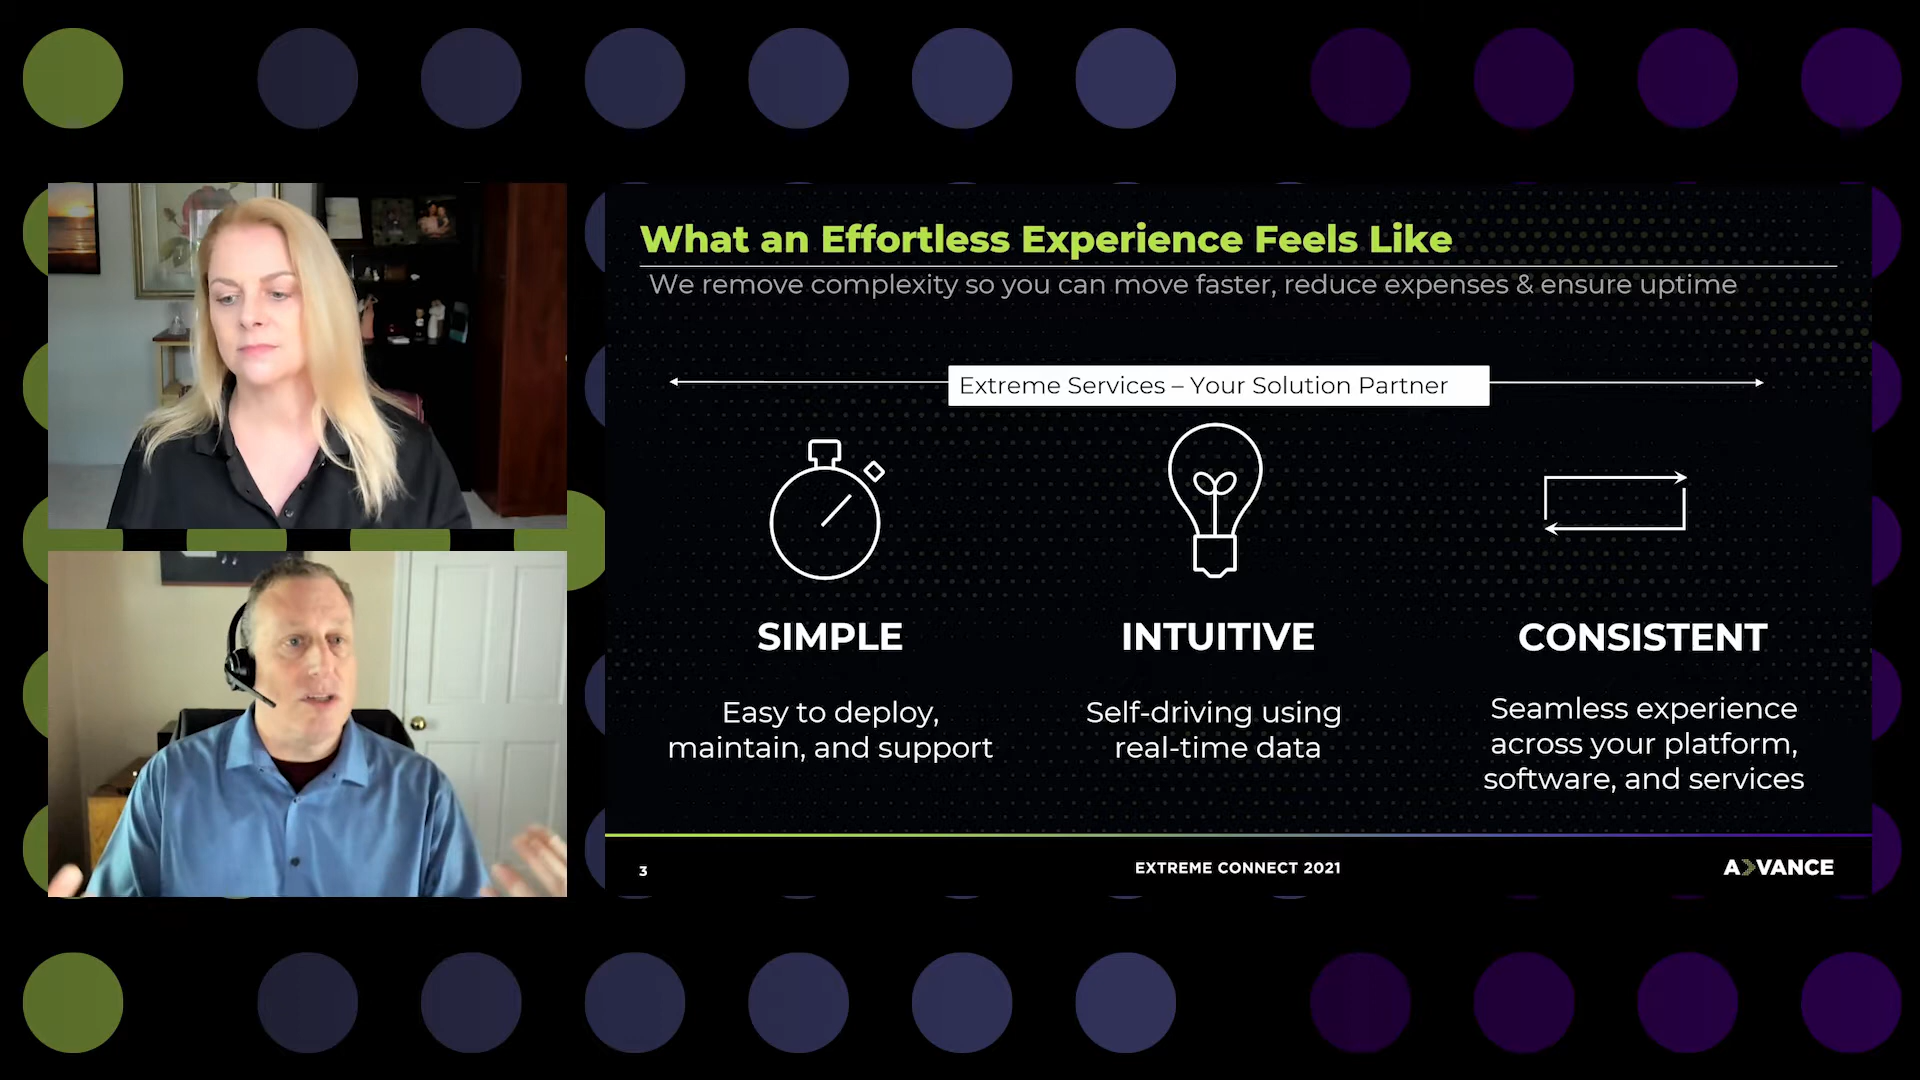 What an Effortless Experience Feels Like
We remove complexity so you can move faster, reduce expenses & ensure uptime
Extreme Services – Your Solution Partner
SIMPLE
Easy to deploy,
maintain, and support
INTUITIVE
Self-driving using
real-time data
CONSISTENT
Seamless experience
across your platform,
software, and services
3
EXTREME CONNECT 2021
ADVANCE